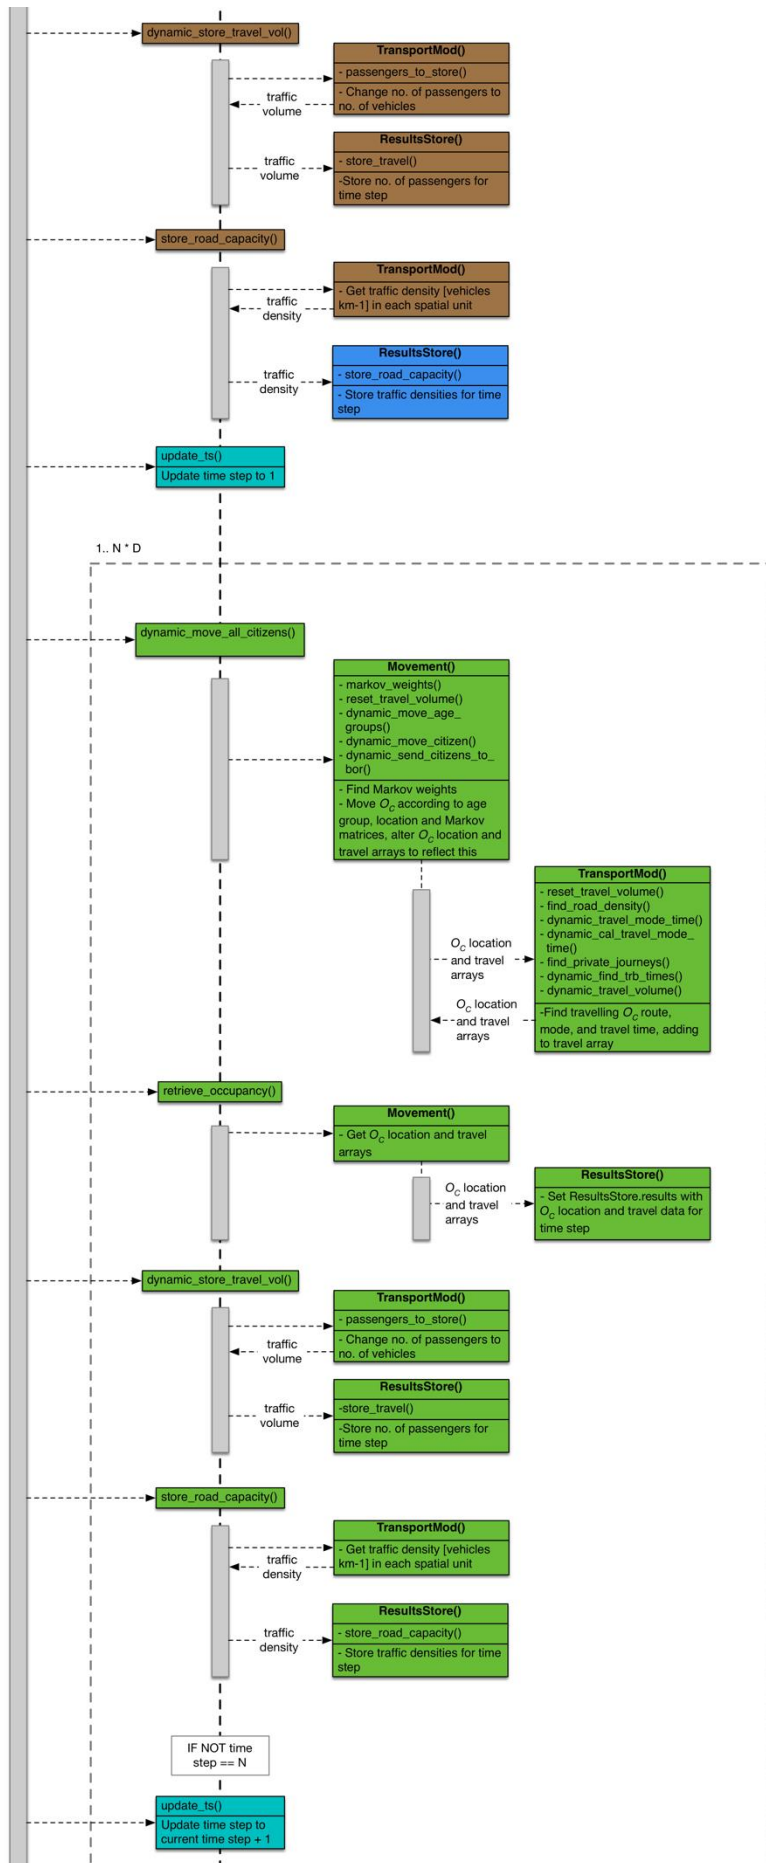 dynamic_store_travel_vol()
TransportMod()
- passengers_to_store()
- Change no. of passengers to
no. of vehicles
traffic
volume
ResultsStore()
- store_travel()
-Store no. of passengers for
time step
traffic
volume
store_road_capacity()
TransportMod()
- Get traffic density [vehicles
km-1] in each spatial unit
traffic
density
ResultsStore()
- store_road_capacity()
- Store traffic densities for time
step
traffic
density
update_ts()
Update time step to 1
1.. N * D
dynamic_move_all_citizens()
Movement()
- markov_weights()
- reset_travel_volume()
- dynamic_move_age_
groups()
- dynamic_move_citizen()
- dynamic_send_citizens_to_
bor()
- Find Markov weights
- Move OC according to age
group, location and Markov
matrices, alter OC location and
travel arrays to reflect this
TransportMod()
- reset_travel_volume()
- find_road_density()
- dynamic_travel_mode_time()
- dynamic_cal_travel_mode_
time()
- find_private_journeys()
- dynamic_find_trb_times()
- dynamic_travel_volume()
-Find travelling OC route,
mode, and travel time, adding
to travel array
OC location
and travel
arrays
OC location
and travel
arrays
retrieve_occupancy()
Movement()
- Get OC location and travel
arrays
OC location
and travel
arrays
ResultsStore()
- Set ResultsStore.results with
OC location and travel data for
time step
dynamic_store_travel_vol()
TransportMod()
- passengers_to_store()
- Change no. of passengers to
no. of vehicles
traffic
volume
ResultsStore()
-store_travel()
-Store no. of passengers for
time step
traffic
volume
store_road_capacity()
TransportMod()
- Get traffic density [vehicles
km-1] in each spatial unit
traffic
density
ResultsStore()
- store_road_capacity()
- Store traffic densities for time
step
traffic
density
IF NOT time
step == N
update_ts()
Update time step to
current time step + 1